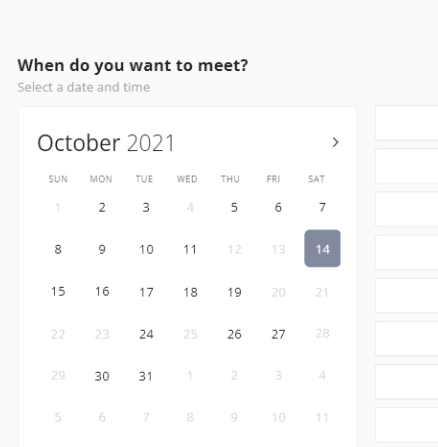 When do you want to meet?
Select a date and time
October 2021
SUN MON TUE WED THU FRI SAT
1 2 3 4 5 6 7
8 9 10 11 12 13 14
15 16 17 18 19 20 21
22 23 24 25 26 27 28
29 30 31 1 2 3 4
5 6 7 8 9 10 11